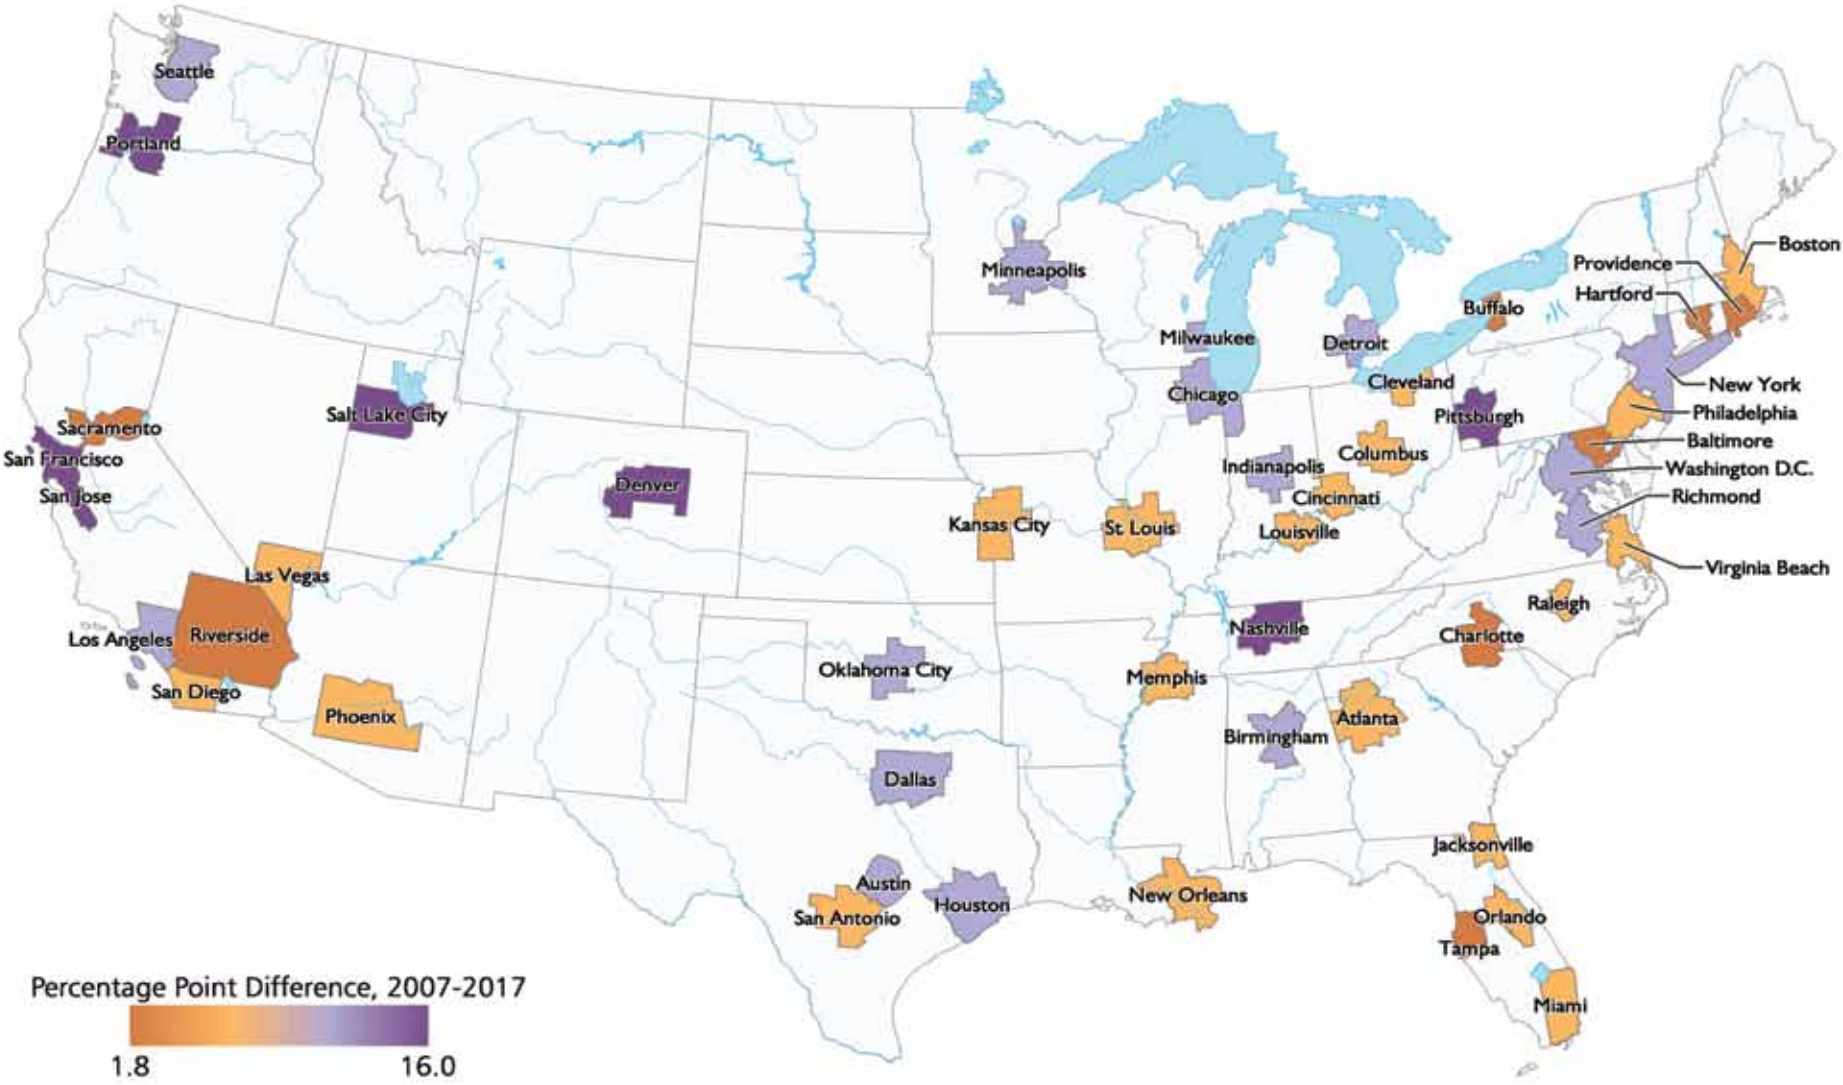 Seattle
Portland
Minneapolis
Boston
Providence
Hartford
Buffalo
Milwaukee
Detroit
Cleveland
New York
Chicago
Philadelphia
Salt Lake City
Pittsburgh
Sacramento
Baltimore
San Francisco
Columbus
Indianapolis
Washington D.C.
San Jose
Denver
Cincinnati
Richmond
Kansas City
St Louis
Louisville
Las Vegas
Virginia Beach
Raleigh
Los Angeles
Riverside
Nashville
Charlotte
Oklahoma City
Memphis
San Diego
Phoenix
Atlanta
Birmingham
Dallas
Jacksonville
Austin
New Orleans
Houston
San Antonio
Orlando
Tampa
Miami
Percentage Point Difference, 2007-2017
1.8
16.0